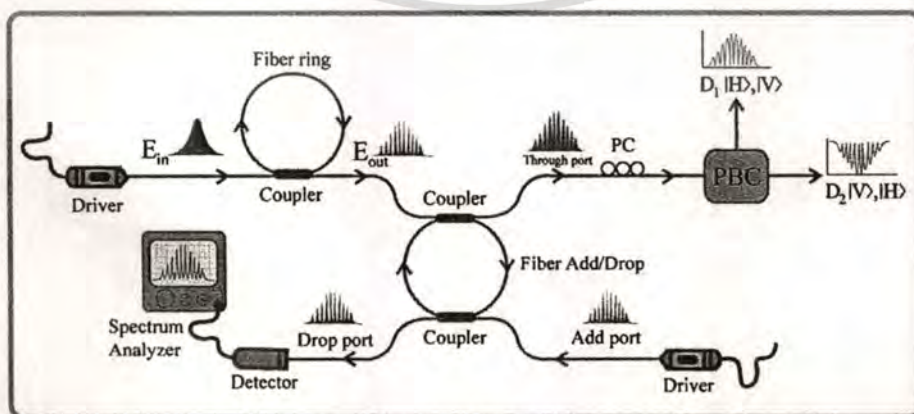 Fiber ring
D₁ |H⟩,|V⟩
E_in
E_out
Through port
PC
PBC
D₂|V⟩,|H⟩
Driver
Coupler
Coupler
Fiber Add/Drop
Spectrum
Analyzer
Drop port
Coupler
Add port
Detector
Driver